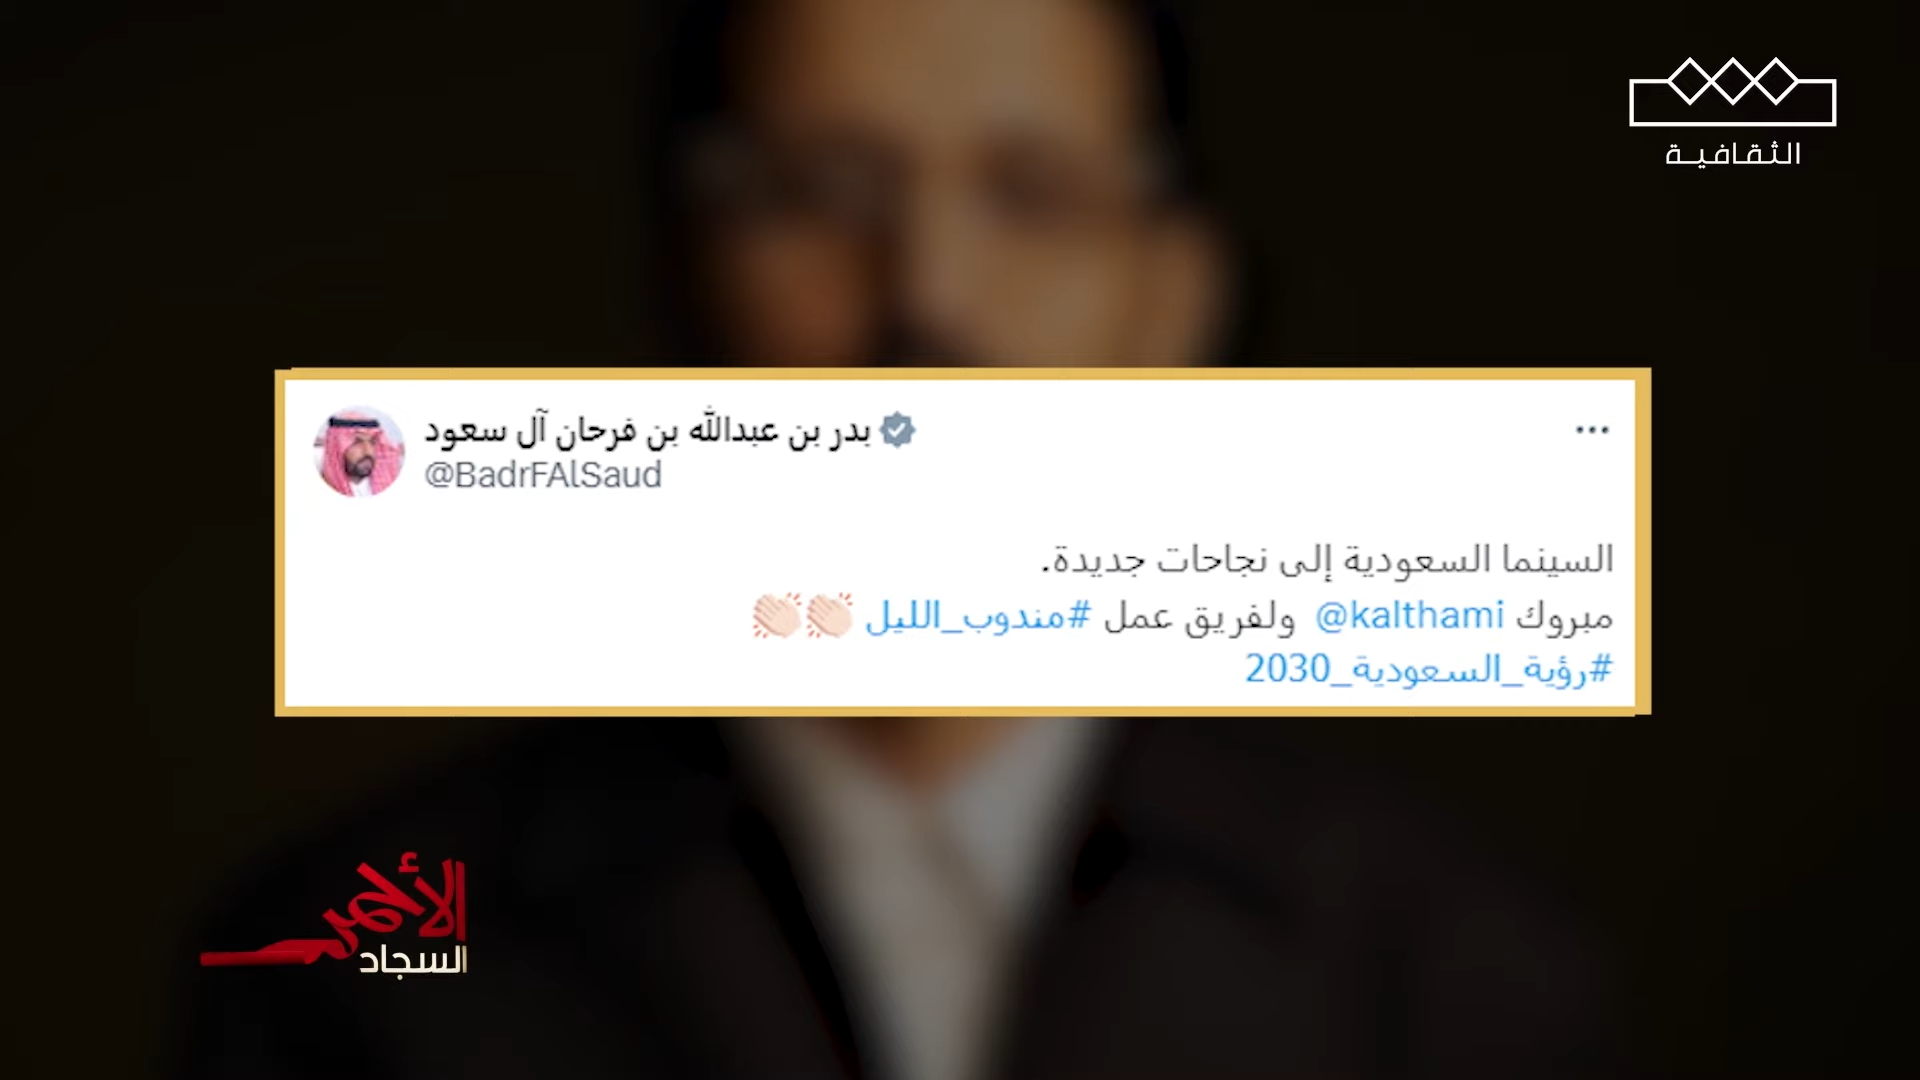 الثقافية
بدر بن عبدالله بن فرحان آل سعود
@BadrFAlSaud
السينما السعودية إلى نجاحات جديدة.
مبروك @kalthami ولفريق عمل #مندوب_الليل 👏🏻👏🏻
#رؤية_السعودية_2030
السجاد
الأحمر